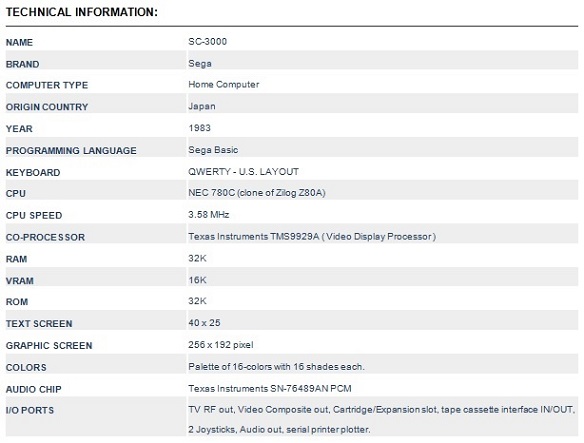 TECHNICAL INFORMATION:
NAME SC-3000
BRAND Sega
COMPUTER TYPE Home Computer
ORIGIN COUNTRY Japan
YEAR 1983
PROGRAMMING LANGUAGE Sega Basic
KEYBOARD QWERTY - U.S. LAYOUT
CPU NEC 780C (clone of Zilog Z80A)
CPU SPEED 3.58 MHz
CO-PROCESSOR Texas Instruments TMS9929A ( Video Display Processor )
RAM 32K
VRAM 16K
ROM 32K
TEXT SCREEN 40 x 25
GRAPHIC SCREEN 256 x 192 pixel
COLORS Palette of 16-colors with 16 shades each.
AUDIO CHIP Texas Instruments SN-76489AN PCM
I/O PORTS TV RF out, Video Composite out, Cartridge/Expansion slot, tape cassette interface IN/OUT,
2 Joysticks, Audio out, serial printer plotter.